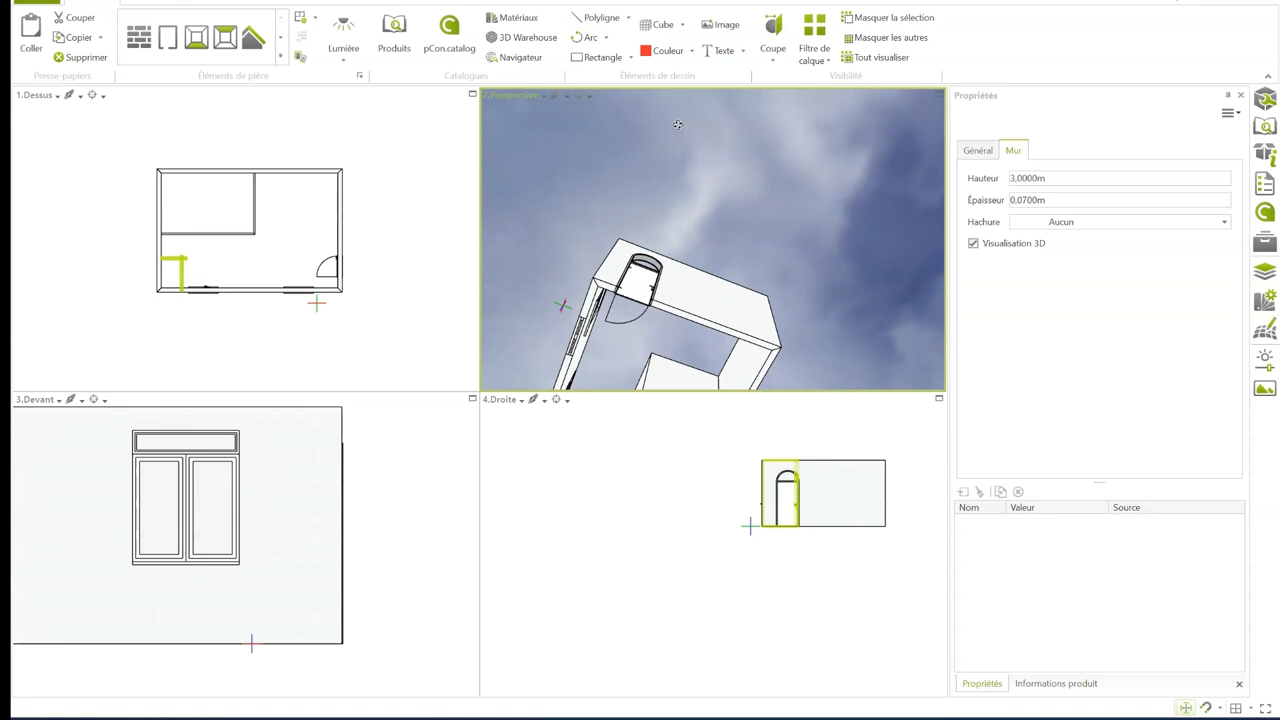 Couper
Copier
Coller
Supprimer
Presse-papiers
Éléments de pièce
Lumière
Produits
pCon.catalog
Matériaux
3D Warehouse
Navigateur
Catalogues
Polyligne
Arc
Rectangle
Cube
Couleur
Image
Texte
Éléments de dessin
Coupe
Filtre de
calque
Masquer la sélection
Masquer les autres
Tout visualiser
Visibilité
1.Dessus
2.Perspective
3.Devant
4.Droite
Propriétés
Général
Mur
Hauteur 3,0000m
Épaisseur 0,0700m
Hachure Aucun
Visualisation 3D
Nom Valeur Source
Propriétés Informations produit